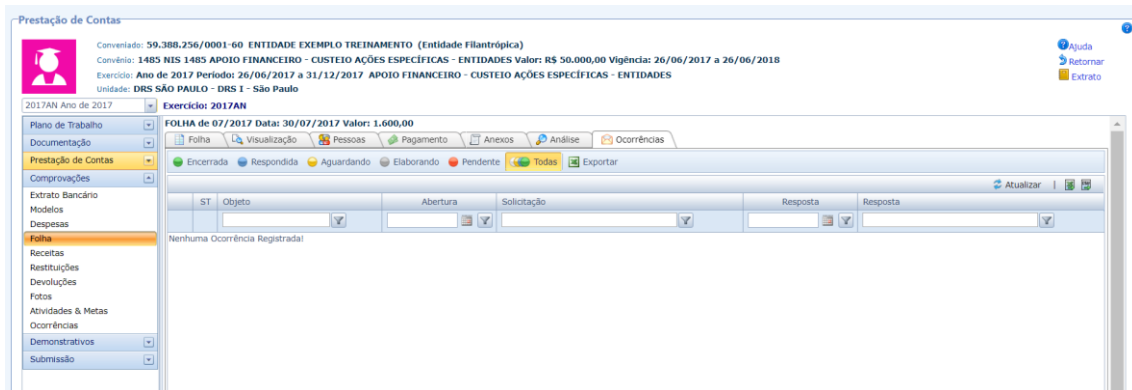 Prestação de Contas
Conveniado: 59.388.256/0001-60 ENTIDADE EXEMPLO TREINAMENTO (Entidade Filantrópica)
Convênio: 1485 NIS 1485 APOIO FINANCEIRO - CUSTEIO AÇÕES ESPECÍFICAS - ENTIDADES Valor: R$ 50.000,00 Vigência: 26/06/2017 a 26/06/2018
Exercício: Ano de 2017 Período: 26/06/2017 a 31/12/2017 APOIO FINANCEIRO - CUSTEIO AÇÕES ESPECÍFICAS - ENTIDADES
Unidade: DRS SÃO PAULO - DRS I - São Paulo
Ajuda
Retornar
Extrato
2017AN Ano de 2017 Exercício: 2017AN
Plano de Trabalho
Documentação
Prestação de Contas
Comprovações
Extrato Bancário
Modelos
Despesas
Folha
Receitas
Restituições
Devoluções
Fotos
Atividades & Metas
Ocorrências
Demonstrativos
Submissão
FOLHA de 07/2017 Data: 30/07/2017 Valor: 1.600,00
Folha Visualização Pessoas Pagamento Anexos Análise Ocorrências
Encerrada Respondida Aguardando Elaborando Pendente Todas Exportar
Atualizar |
ST Objeto Abertura Solicitação Resposta Resposta
Nenhuma Ocorrência Registrada!